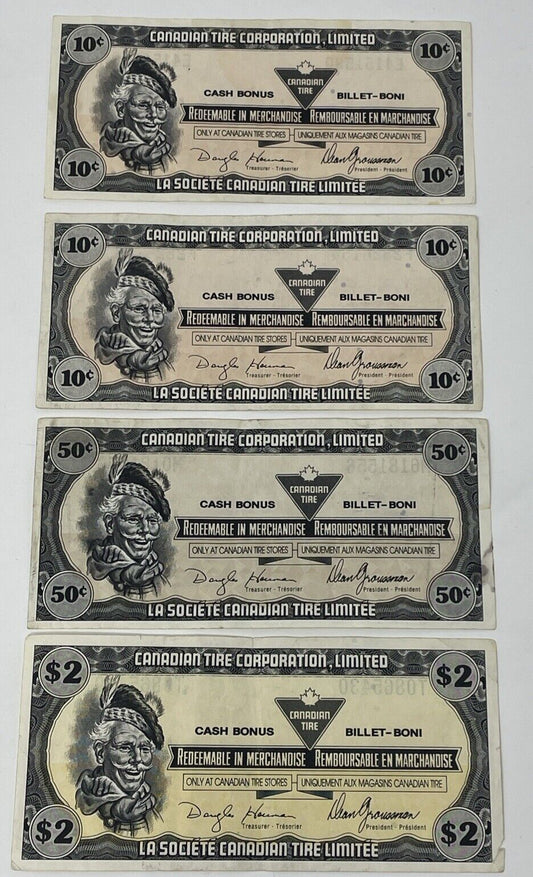 CANADIAN TIRE CORPORATION, LIMITED
10¢ 10¢
CANADIAN
TIRE
CASH BONUS BILLET-BONI
REDEEMABLE IN MERCHANDISE REMBOURSABLE EN MARCHANDISE
ONLY AT CANADIAN TIRE STORES UNIQUEMENT AUX MAGASINS CANADIAN TIRE
Treasurer - Trésorier President - Président
10¢ 10¢
LA SOCIÉTÉ CANADIAN TIRE LIMITÉE
CANADIAN TIRE CORPORATION, LIMITED
10¢ 10¢
CANADIAN
TIRE
CASH BONUS BILLET-BONI
REDEEMABLE IN MERCHANDISE REMBOURSABLE EN MARCHANDISE
ONLY AT CANADIAN TIRE STORES UNIQUEMENT AUX MAGASINS CANADIAN TIRE
Treasurer - Trésorier President - Président
10¢ 10¢
LA SOCIÉTÉ CANADIAN TIRE LIMITÉE
CANADIAN TIRE CORPORATION, LIMITED
50¢ 50¢
CANADIAN
TIRE
CASH BONUS BILLET-BONI
REDEEMABLE IN MERCHANDISE REMBOURSABLE EN MARCHANDISE
ONLY AT CANADIAN TIRE STORES UNIQUEMENT AUX MAGASINS CANADIAN TIRE
Treasurer - Trésorier President - Président
50¢ 50¢
LA SOCIÉTÉ CANADIAN TIRE LIMITÉE
CANADIAN TIRE CORPORATION, LIMITED
$2 $2
CANADIAN
TIRE
CASH BONUS BILLET-BONI
REDEEMABLE IN MERCHANDISE REMBOURSABLE EN MARCHANDISE
ONLY AT CANADIAN TIRE STORES UNIQUEMENT AUX MAGASINS CANADIAN TIRE
Treasurer - Trésorier President - Président
$2 $2
LA SOCIÉTÉ CANADIAN TIRE LIMITÉE